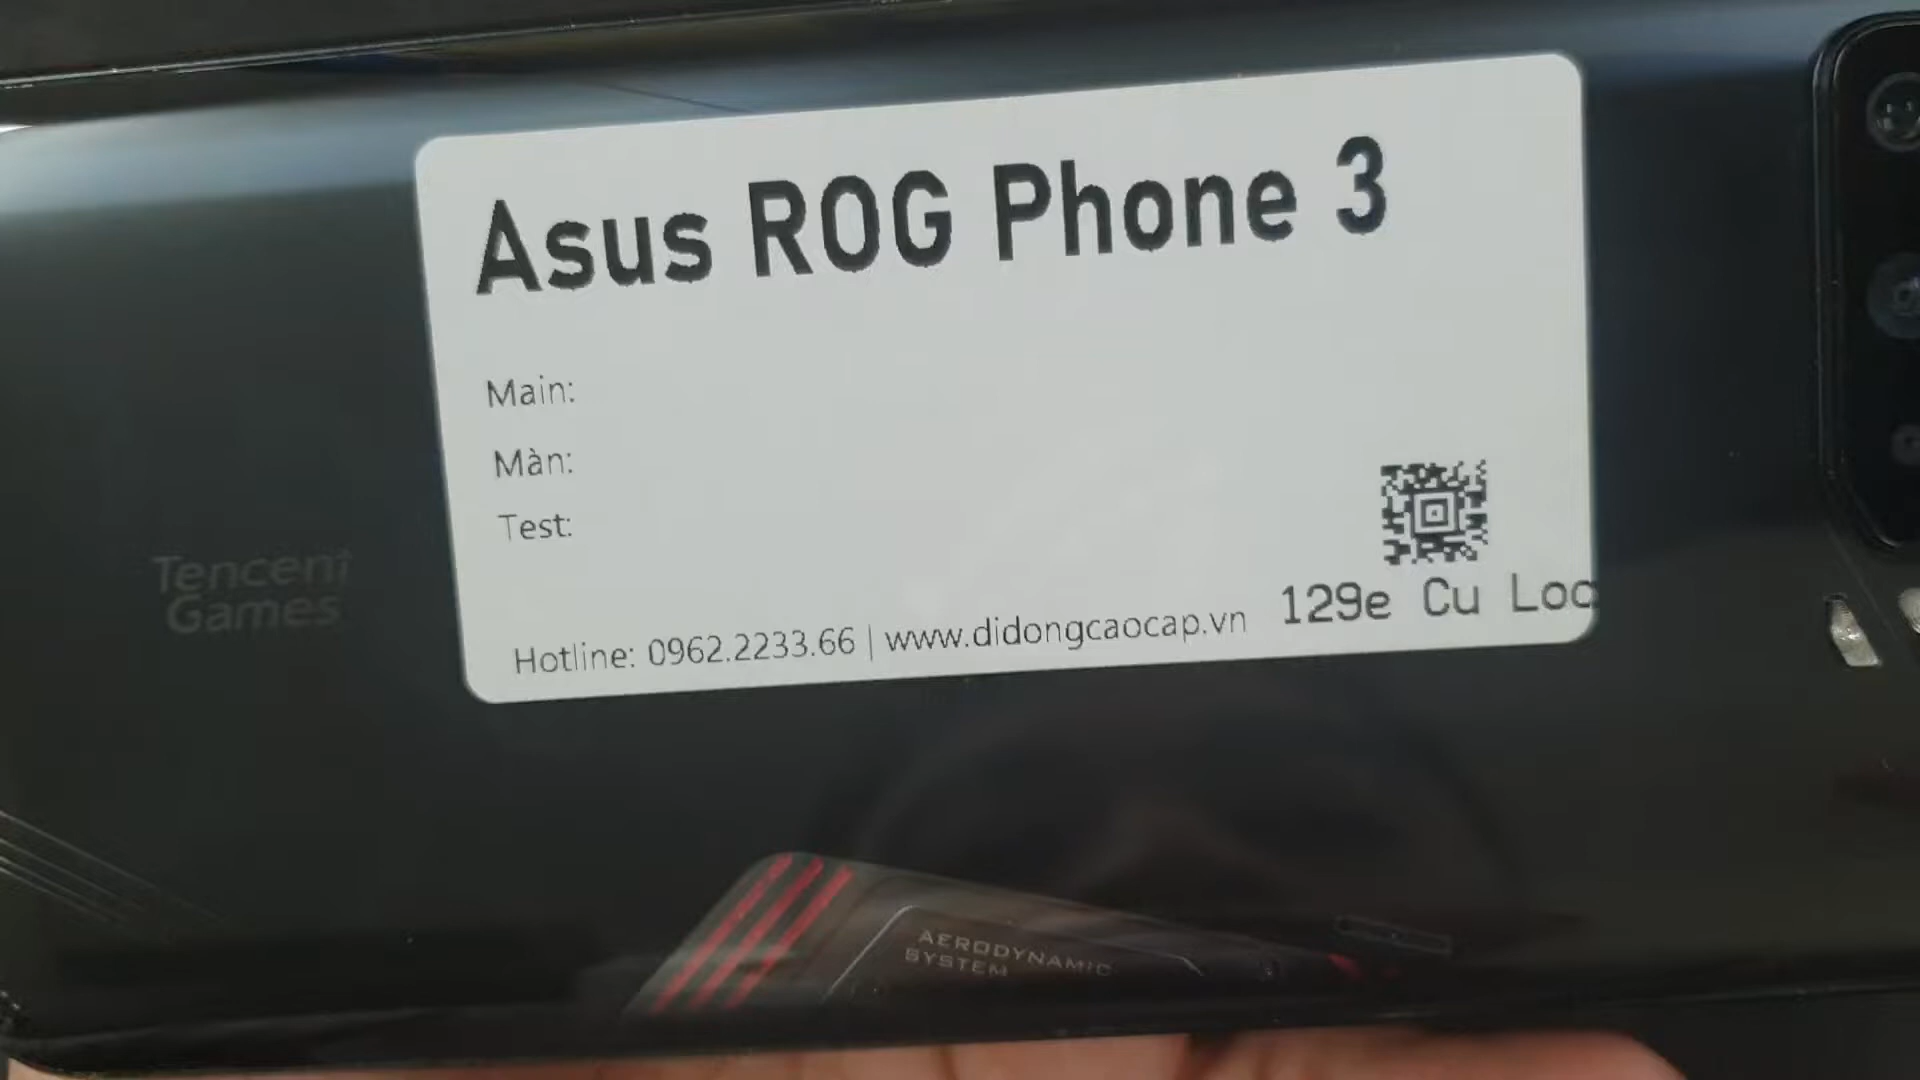 Asus ROG Phone 3
Main:
Màn:
Test:
Hotline: 0962.2233.66 | www.didongcaocap.vn
129e Cu Loc
Tencent
Games
AERODYNAMIC
SYSTEM